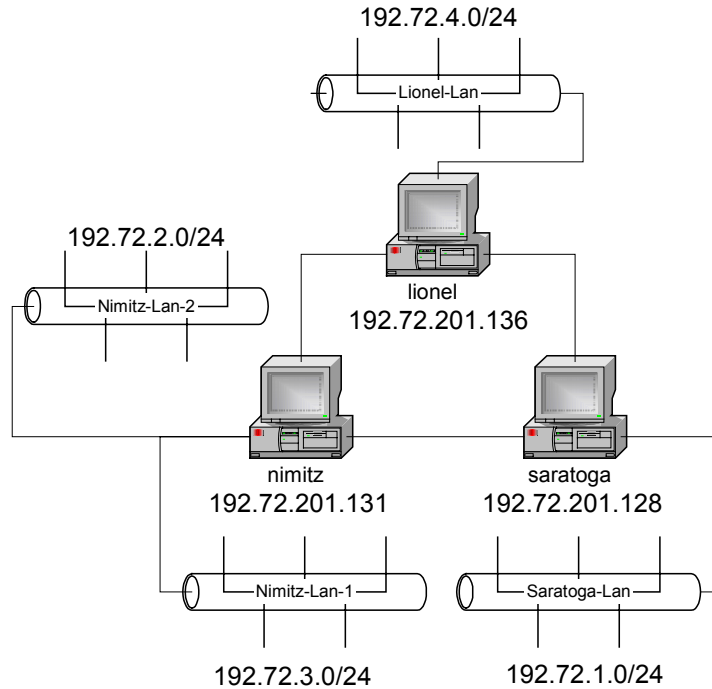 192.72.4.0/24
Lionel-Lan
192.72.2.0/24
Nimitz-Lan-2
lionel
192.72.201.136
nimitz
192.72.201.131
saratoga
192.72.201.128
Nimitz-Lan-1
Saratoga-Lan
192.72.3.0/24
192.72.1.0/24